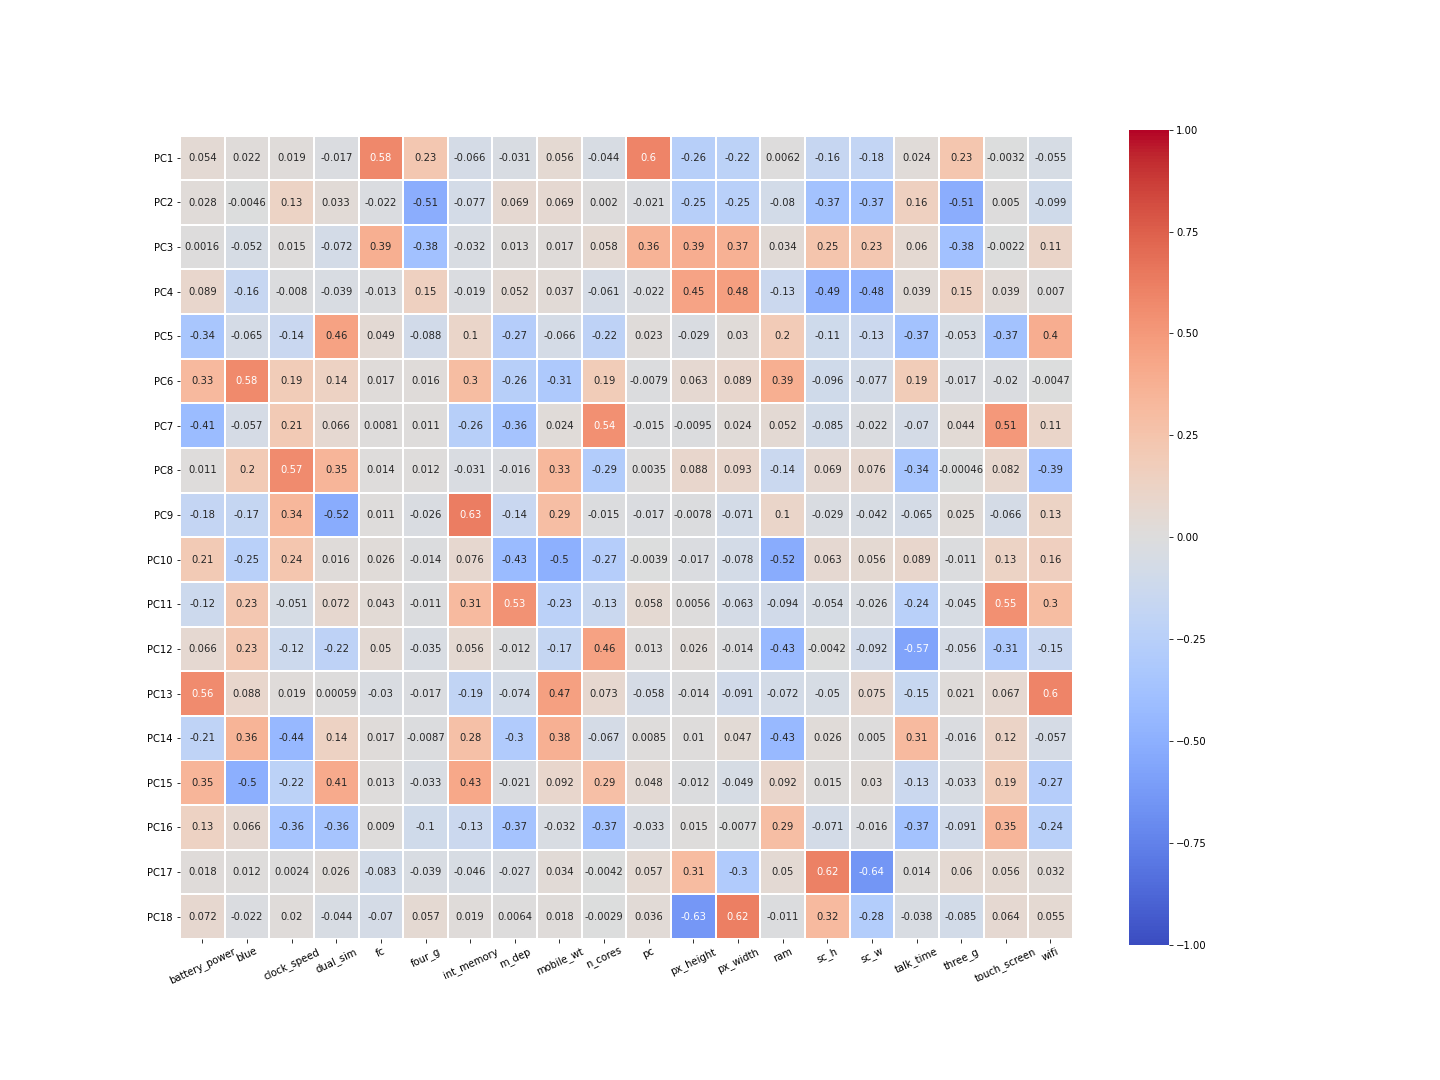 1.00
PC1 0.054 0.022 0.019 -0.017 0.58 0.23 -0.066 -0.031 0.056 -0.044 0.6 -0.26 -0.22 0.0062 -0.16 -0.18 0.024 0.23 -0.0032 -0.055
PC2 0.028 -0.0046 0.13 0.033 -0.022 -0.51 -0.077 0.069 0.069 0.002 -0.021 -0.25 -0.25 -0.08 -0.37 -0.37 0.16 -0.51 0.005 -0.099
0.75
PC3 0.0016 -0.052 0.015 -0.072 0.39 -0.38 -0.032 0.013 0.017 0.058 0.36 0.39 0.37 0.034 0.25 0.23 0.06 -0.38 -0.0022 0.11
PC4 0.089 -0.16 -0.008 -0.039 -0.013 0.15 -0.019 0.052 0.037 -0.061 -0.022 0.45 0.48 -0.13 -0.49 -0.48 0.039 0.15 0.039 0.007
0.50
PC5 -0.34 -0.065 -0.14 0.46 0.049 -0.088 0.1 -0.27 -0.066 -0.22 0.023 -0.029 0.03 0.2 -0.11 -0.13 -0.37 -0.053 -0.37 0.4
PC6 0.33 0.58 0.19 0.14 0.017 0.016 0.3 -0.26 -0.31 0.19 -0.0079 0.063 0.089 0.39 -0.096 -0.077 0.19 -0.017 -0.02 -0.0047
PC7 -0.41 -0.057 0.21 0.066 0.0081 0.011 -0.26 -0.36 0.024 0.54 -0.015 -0.0095 0.024 0.052 -0.085 -0.022 -0.07 0.044 0.51 0.11
0.25
PC8 0.011 0.2 0.57 0.35 0.014 0.012 -0.031 -0.016 0.33 -0.29 0.0035 0.088 0.093 -0.14 0.069 0.076 -0.34 -0.00046 0.082 -0.39
PC9 -0.18 -0.17 0.34 -0.52 0.011 -0.026 0.63 -0.14 0.29 -0.015 -0.017 -0.0078 -0.071 0.1 -0.029 -0.042 -0.065 0.025 -0.066 0.13
0.00
PC10 0.21 -0.25 0.24 0.016 0.026 -0.014 0.076 -0.43 -0.5 -0.27 -0.0039 -0.017 -0.078 -0.52 0.063 0.056 0.089 -0.011 0.13 0.16
PC11 -0.12 0.23 -0.051 0.072 0.043 -0.011 0.31 0.53 -0.23 -0.13 0.058 0.0056 -0.063 -0.094 -0.054 -0.026 -0.24 -0.045 0.55 0.3
−0.25
PC12 0.066 0.23 -0.12 -0.22 0.05 -0.035 0.056 -0.012 -0.17 0.46 0.013 0.026 -0.014 -0.43 -0.0042 -0.092 -0.57 -0.056 -0.31 -0.15
PC13 0.56 0.088 0.019 0.00059 -0.03 -0.017 -0.19 -0.074 0.47 0.073 -0.058 -0.014 -0.091 -0.072 -0.05 0.075 -0.15 0.021 0.067 0.6
PC14 -0.21 0.36 -0.44 0.14 0.017 -0.0087 0.28 -0.3 0.38 -0.067 0.0085 0.01 0.047 -0.43 0.026 0.005 0.31 -0.016 0.12 -0.057
−0.50
PC15 0.35 -0.5 -0.22 0.41 0.013 -0.033 0.43 -0.021 0.092 0.29 0.048 -0.012 -0.049 0.092 0.015 0.03 -0.13 -0.033 0.19 -0.27
PC16 0.13 0.066 -0.36 -0.36 0.009 -0.1 -0.13 -0.37 -0.032 -0.37 -0.033 0.015 -0.0077 0.29 -0.071 -0.016 -0.37 -0.091 0.35 -0.24
−0.75
PC17 0.018 0.012 0.0024 0.026 -0.083 -0.039 -0.046 -0.027 0.034 -0.0042 0.057 0.31 -0.3 0.05 0.62 -0.64 0.014 0.06 0.056 0.032
PC18 0.072 -0.022 0.02 -0.044 -0.07 0.057 0.019 0.0064 0.018 -0.0029 0.036 -0.63 0.62 -0.011 0.32 -0.28 -0.038 -0.085 0.064 0.055
−1.00
battery_power blue clock_speed dual_sim fc four_g int_memory m_dep mobile_wt n_cores pc px_height px_width ram sc_h sc_w talk_time three_g touch_screen wifi